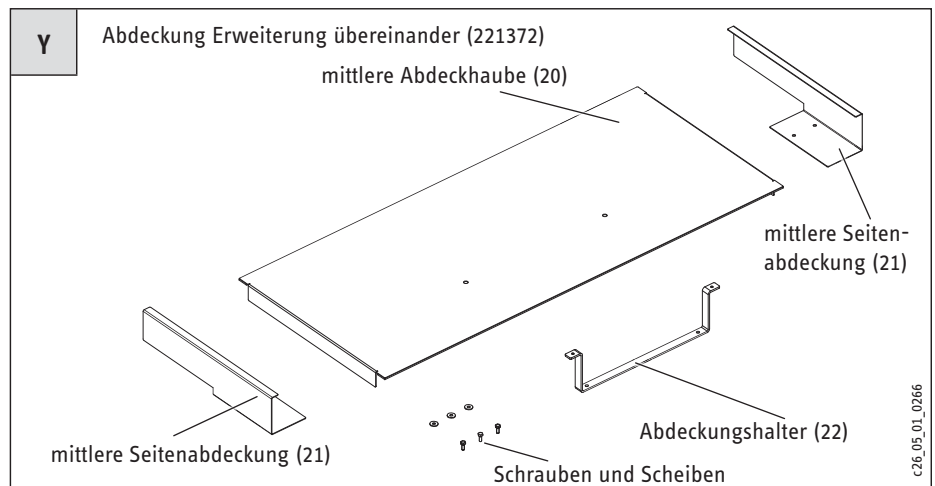 Y
Abdeckung Erweiterung übereinander (221372)
mittlere Abdeckhaube (20)
mittlere Seiten-
abdeckung (21)
Abdeckungshalter (22)
mittlere Seitenabdeckung (21)
Schrauben und Scheiben
c26_05_01_0266